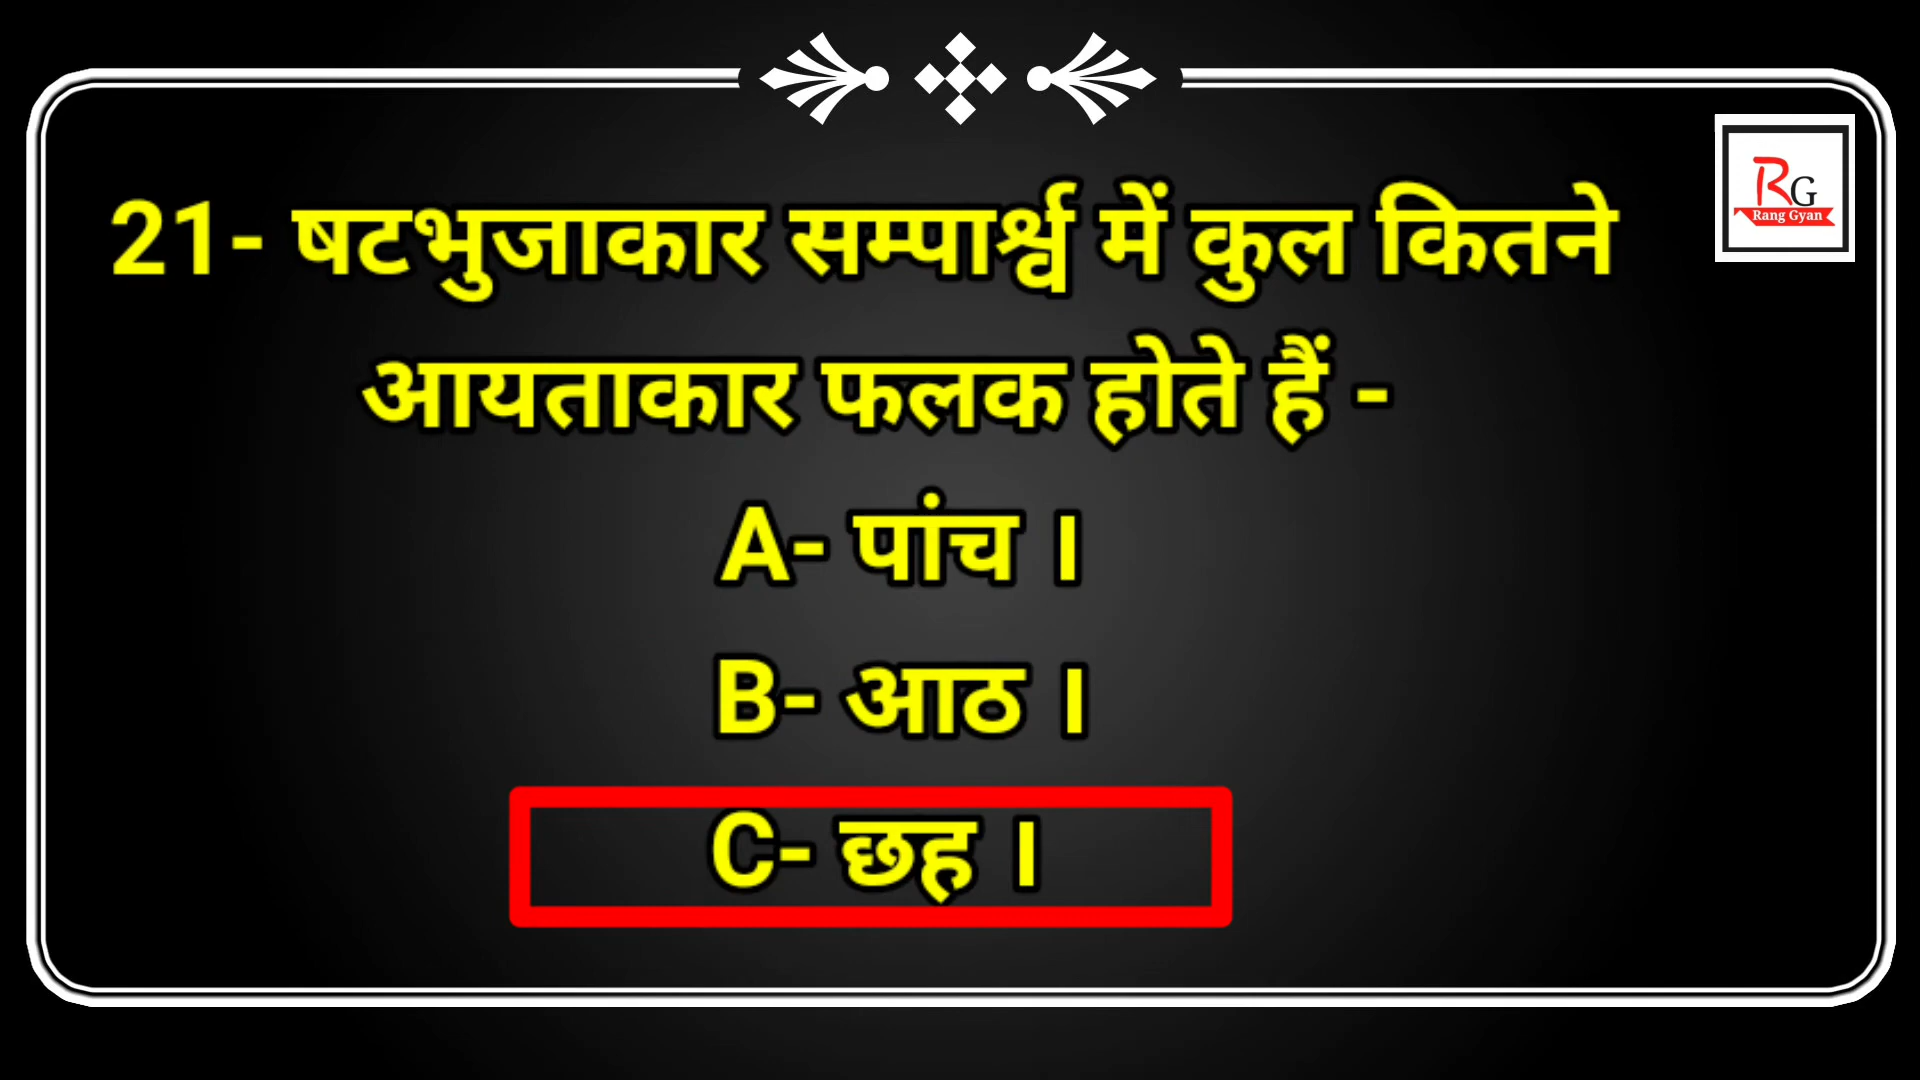 RG
Rang Gyan
21- षटभुजाकार सम्पार्श्व में कुल कितने
आयताकार फलक होते हैं -
A- पांच ।
B- आठ ।
C- छह ।